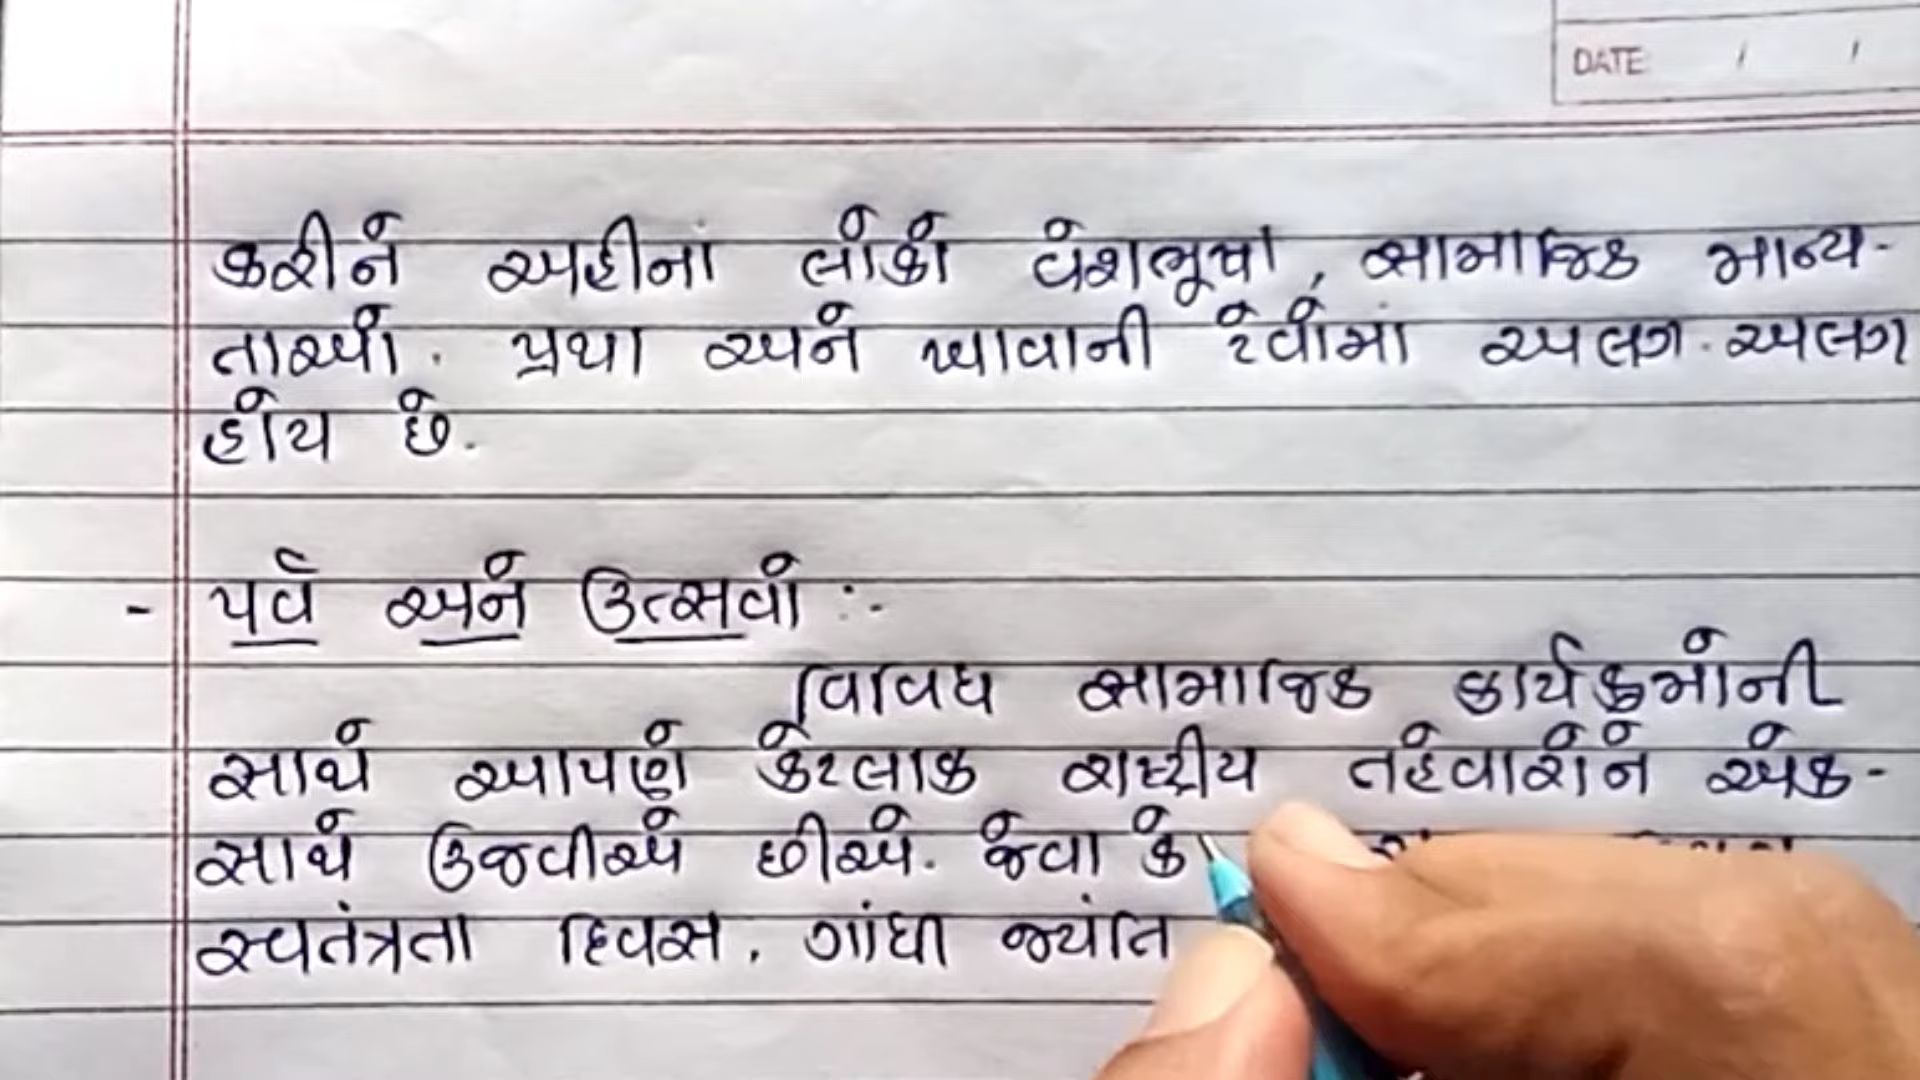 DATE / /
કરીને અહીનાં લોકો વેશભૂષા, સામાજિક માન્ય-
તાઓ. પ્રથા અને ખાવાની ટેવોમાં અલગ-અલગ
હોય છે.
- પર્વ અને ઉત્સવો :-
વિવિધ સામાજિક કાર્યક્રમોની
સાથે આપણે કેટલાક રાષ્ટ્રીય તહેવારોને એક-
સાથે ઉજવીએ છીએ. જેવા કે
સ્વતંત્રતા દિવસ, ગાંધી જયંતિ